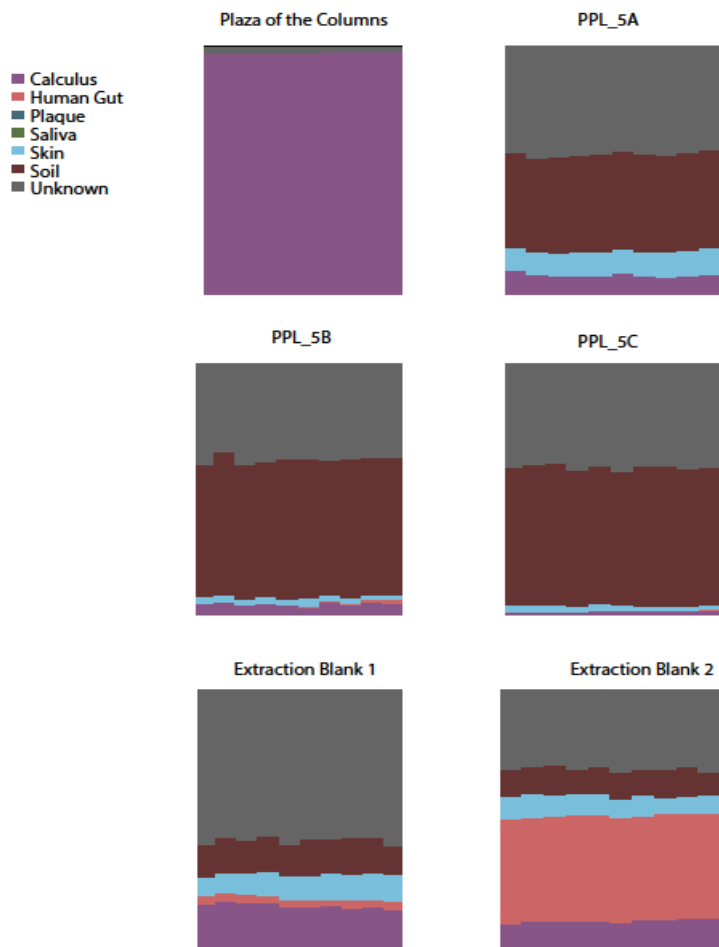 Plaza of the Columns
PPL_5A
Calculus
Human Gut
Plaque
Saliva
Skin
Soil
Unknown
PPL_5B
PPL_5C
Extraction Blank 1
Extraction Blank 2